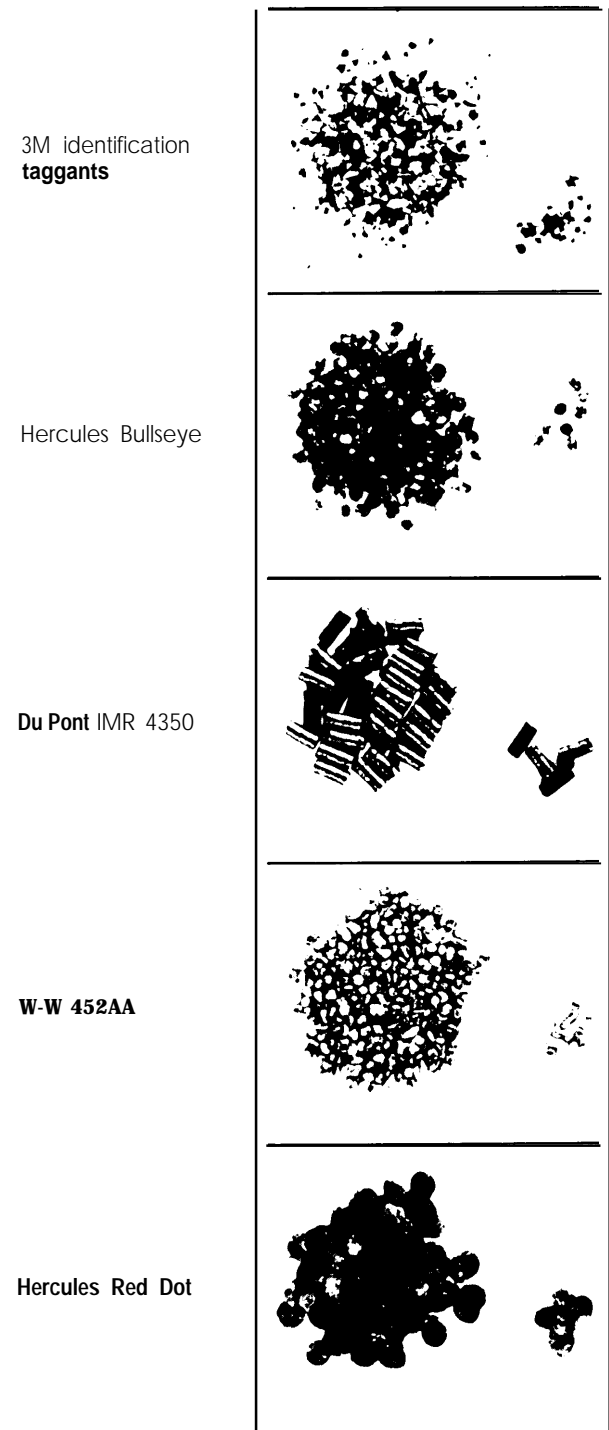 3M identification
taggants
Hercules Bullseye
Du Pont IMR 4350
W-W 452AA
Hercules Red Dot